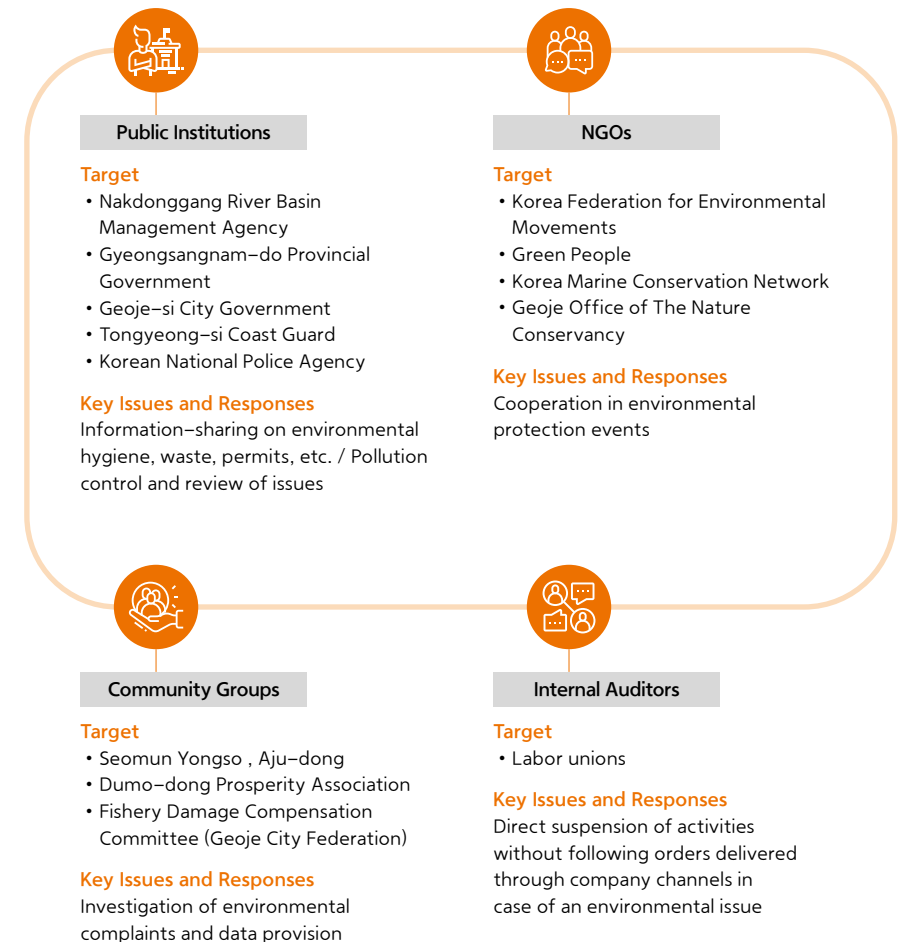 Public Institutions
Target
• Nakdonggang River Basin
Management Agency
• Gyeongsangnam–do Provincial
Government
• Geoje–si City Government
• Tongyeong–si Coast Guard
• Korean National Police Agency
Key Issues and Responses
Information–sharing on environmental
hygiene, waste, permits, etc. / Pollution
control and review of issues
NGOs
Target
• Korea Federation for Environmental
Movements
• Green People
• Korea Marine Conservation Network
• Geoje Office of The Nature
Conservancy
Key Issues and Responses
Cooperation in environmental
protection events
Community Groups
Target
• Seomun Yongso , Aju–dong
• Dumo–dong Prosperity Association
• Fishery Damage Compensation
Committee (Geoje City Federation)
Key Issues and Responses
Investigation of environmental
complaints and data provision
Internal Auditors
Target
• Labor unions
Key Issues and Responses
Direct suspension of activities
without following orders delivered
through company channels in
case of an environmental issue